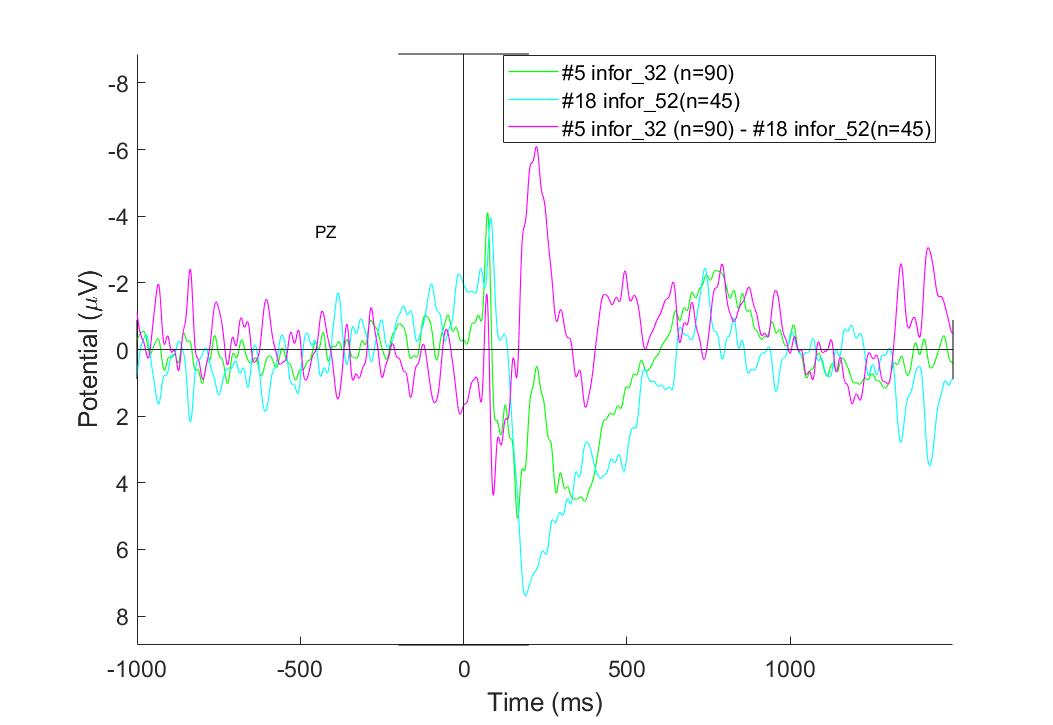 #5 infor_32 (n=90)
#18 infor_52(n=45)
#5 infor_32 (n=90) - #18 infor_52(n=45)
PZ
Potential (μV)
-8
-6
-4
-2
0
2
4
6
8
-1000 -500 0 500 1000
Time (ms)